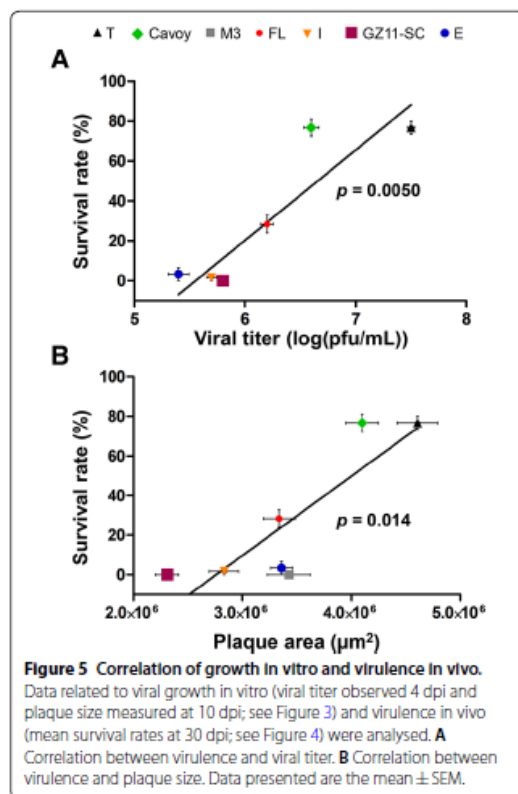 T Cavoy M3 FL I GZ11-SC E
A
Survival rate (%)
100
80
60
40
20
0
p = 0.0050
5 6 7 8
Viral titer (log(pfu/mL))
B
Survival rate (%)
100
80
60
40
20
0
p = 0.014
2.0×10⁶ 3.0×10⁶ 4.0×10⁶ 5.0×10⁶
Plaque area (µm²)
Figure 5 Correlation of growth in vitro and virulence in vivo.
Data related to viral growth in vitro (viral titer observed 4 dpi and
plaque size measured at 10 dpi; see Figure 3) and virulence in vivo
(mean survival rates at 30 dpi; see Figure 4) were analysed. A
Correlation between virulence and viral titer. B Correlation between
virulence and plaque size. Data presented are the mean ± SEM.